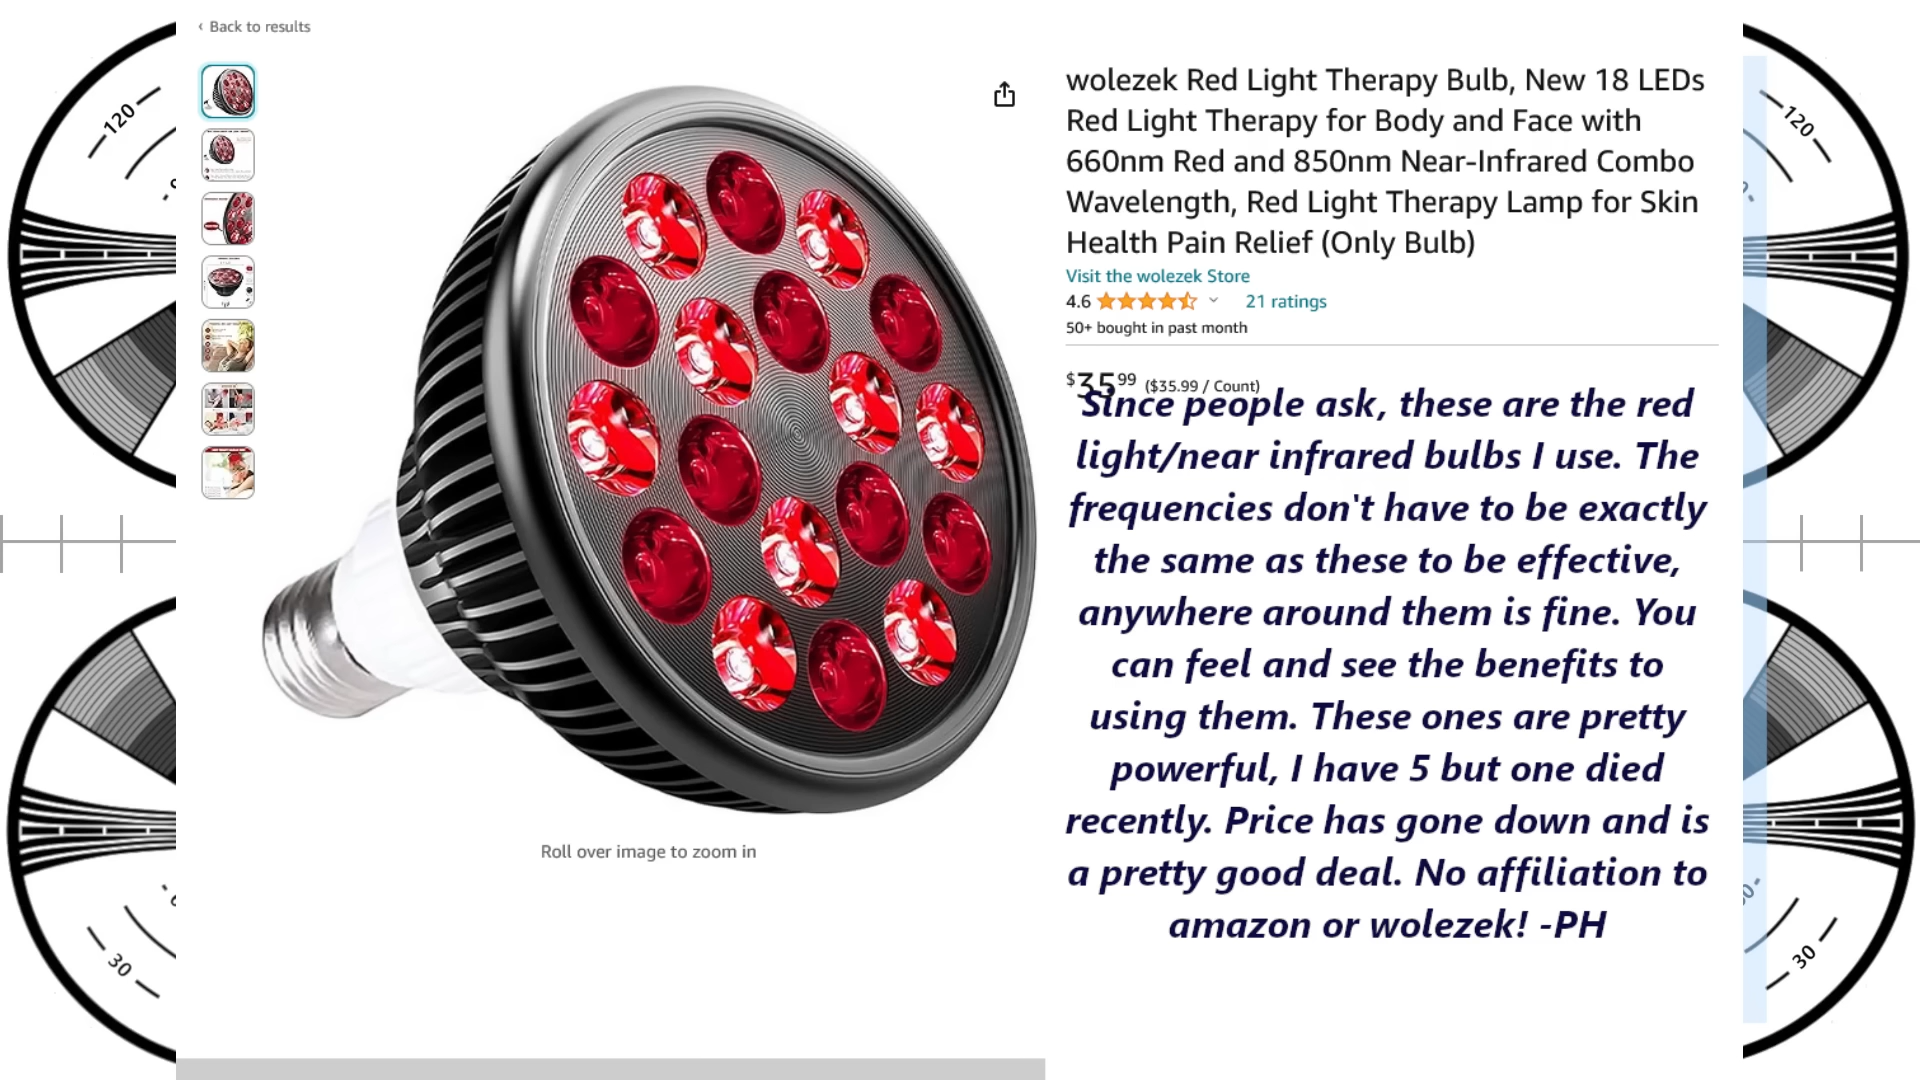 ‹ Back to results
120
120
wolezek Red Light Therapy Bulb, New 18 LEDs
Red Light Therapy for Body and Face with
660nm Red and 850nm Near-Infrared Combo
Wavelength, Red Light Therapy Lamp for Skin
Health Pain Relief (Only Bulb)
Visit the wolezek Store
4.6 21 ratings
50+ bought in past month
$35 99 ($35.99 / Count)
Since people ask, these are the red
light/near infrared bulbs I use. The
frequencies don't have to be exactly
the same as these to be effective,
anywhere around them is fine. You
can feel and see the benefits to
using them. These ones are pretty
powerful, I have 5 but one died
recently. Price has gone down and is
a pretty good deal. No affiliation to
amazon or wolezek! -PH
Roll over image to zoom in
30
30